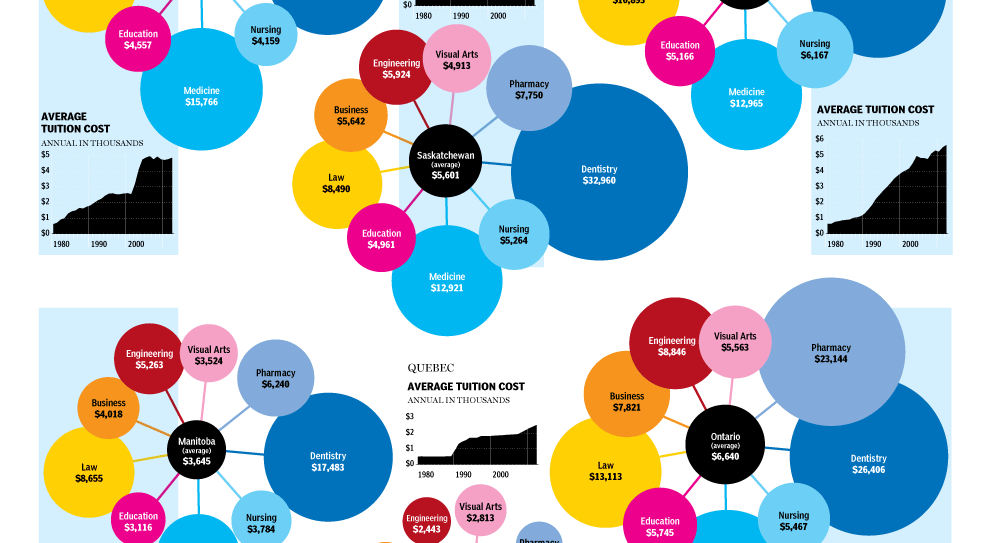 $0
1980 1990 2000
Education
$4,557
Nursing
$4,159
Medicine
$15,766
AVERAGE
TUITION COST
ANNUAL IN THOUSANDS
$5
$4
$3
$2
$1
$0
1980 1990 2000
Engineering
$5,924
Visual Arts
$4,913
Pharmacy
$7,750
Business
$5,642
Saskatchewan
(average)
$5,601
Dentistry
$32,960
Law
$8,490
Education
$4,961
Nursing
$5,264
Medicine
$12,921
Education
$5,166
Nursing
$6,167
Medicine
$12,965
AVERAGE TUITION COST
ANNUAL IN THOUSANDS
$6
$5
$4
$3
$2
$1
$0
1980 1990 2000
Engineering
$5,263
Visual Arts
$3,524
Pharmacy
$6,240
Business
$4,018
Manitoba
(average)
$3,645
Dentistry
$17,483
Law
$8,655
Education
$3,116
Nursing
$3,784
QUEBEC
AVERAGE TUITION COST
ANNUAL IN THOUSANDS
$3
$2
$1
$0
1980 1990 2000
Engineering
$2,443
Visual Arts
$2,813
Pharmacy
Engineering
$8,846
Visual Arts
$5,563
Pharmacy
$23,144
Business
$7,821
Ontario
(average)
$6,640
Dentistry
$26,406
Law
$13,113
Education
$5,745
Nursing
$5,467